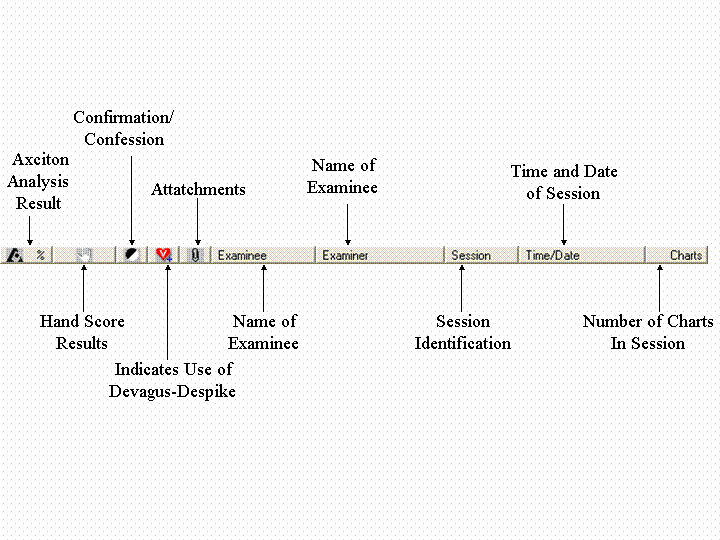 Confirmation/
Confession
Axciton
Analysis
Result
Attatchments
Name of
Examinee
Time and Date
of Session
% Examinee Examiner Session Time/Date Charts
Hand Score
Results
Indicates Use of
Devagus-Despike
Name of
Examinee
Session
Identification
Number of Charts
In Session